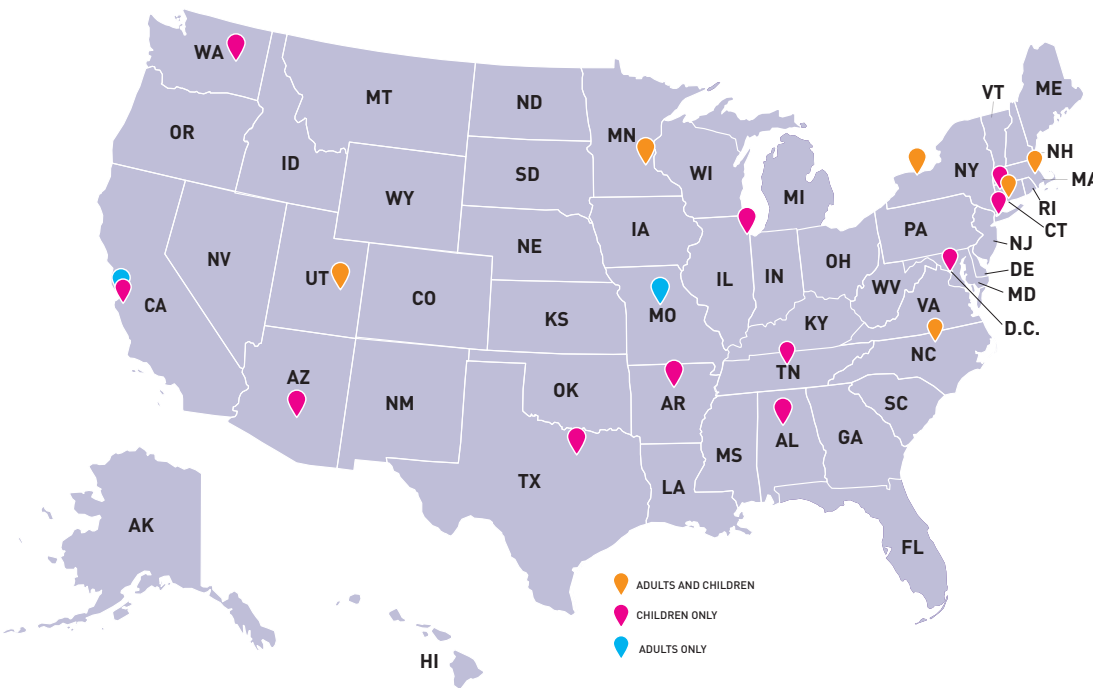 WA
MT
ND
MN
VT
ME
OR
ID
WY
SD
WI
MI
NY
NH
MA
RI
CT
NV
UT
CO
NE
IA
IL
IN
OH
PA
NJ
DE
MD
D.C.
CA
KS
MO
KY
WV
VA
AZ
NM
OK
AR
TN
NC
SC
TX
LA
MS
AL
GA
FL
AK
HI
ADULTS AND CHILDREN
CHILDREN ONLY
ADULTS ONLY